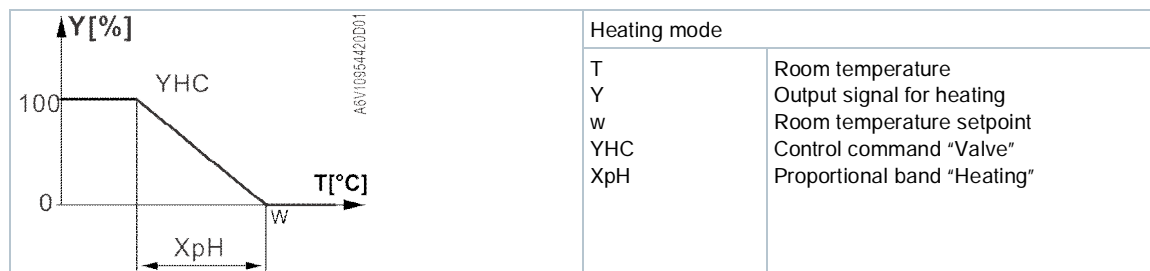 Y[%]
A6V10954420D01
YHC
100
T[°C]
0
W
XpH
Heating mode
T Room temperature
Y Output signal for heating
w Room temperature setpoint
YHC Control command “Valve”
XpH Proportional band “Heating”